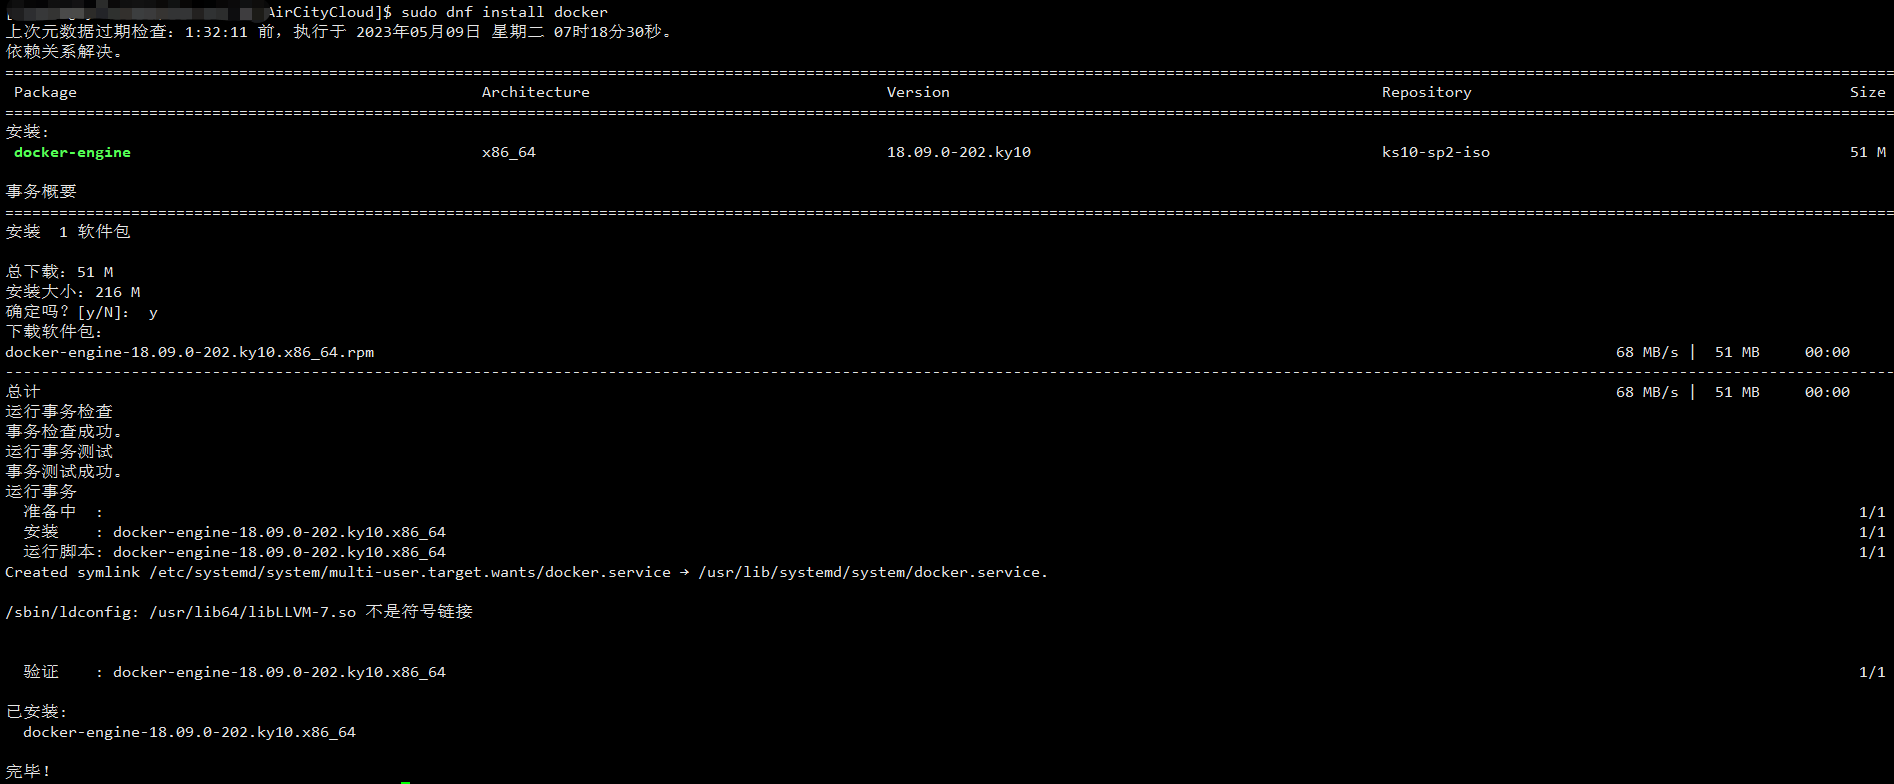 AirCityCloud]$ sudo dnf install docker
上次元数据过期检查：1:32:11 前，执行于 2023年05月09日 星期二 07时18分30秒。
依赖关系解决。
================================================================================
Package Architecture Version Repository Size
================================================================================
安装:
docker-engine x86_64 18.09.0-202.ky10 ks10-sp2-iso 51 M
事务概要
================================================================================
安装 1 软件包
总下载：51 M
安装大小：216 M
确定吗？[y/N]： y
下载软件包：
docker-engine-18.09.0-202.ky10.x86_64.rpm 68 MB/s | 51 MB 00:00
--------------------------------------------------------------------------------
总计 68 MB/s | 51 MB 00:00
运行事务检查
事务检查成功。
运行事务测试
事务测试成功。
运行事务
准备中 : 1/1
安装 : docker-engine-18.09.0-202.ky10.x86_64 1/1
运行脚本: docker-engine-18.09.0-202.ky10.x86_64 1/1
Created symlink /etc/systemd/system/multi-user.target.wants/docker.service → /usr/lib/systemd/system/docker.service.
/sbin/ldconfig: /usr/lib64/libLLVM-7.so 不是符号链接
验证 : docker-engine-18.09.0-202.ky10.x86_64 1/1
已安装:
docker-engine-18.09.0-202.ky10.x86_64
完毕！